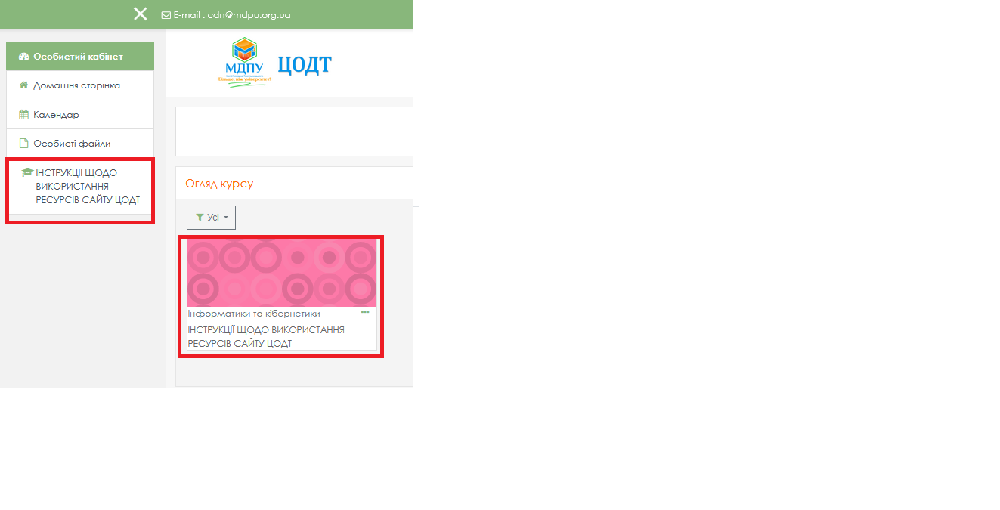 E-mail : cdn@mdpu.org.ua
Особистий кабінет
Домашня сторінка
Календар
Особисті файли
ІНСТРУКЦІЇ ЩОДО
ВИКОРИСТАННЯ
РЕСУРСІВ САЙТУ ЦОДТ
МДПУ
Більше, ніж університет!
ЦОДТ
Огляд курсу
Усі
Інформатики та кібернетики
ІНСТРУКЦІЇ ЩОДО ВИКОРИСТАННЯ
РЕСУРСІВ САЙТУ ЦОДТ